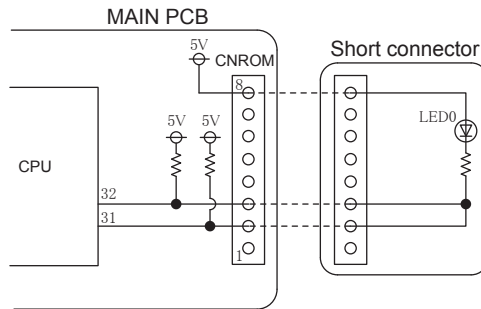 MAIN PCB
5V
CNROM
Short connector
8
LED0
5V
5V
CPU
32
31
1